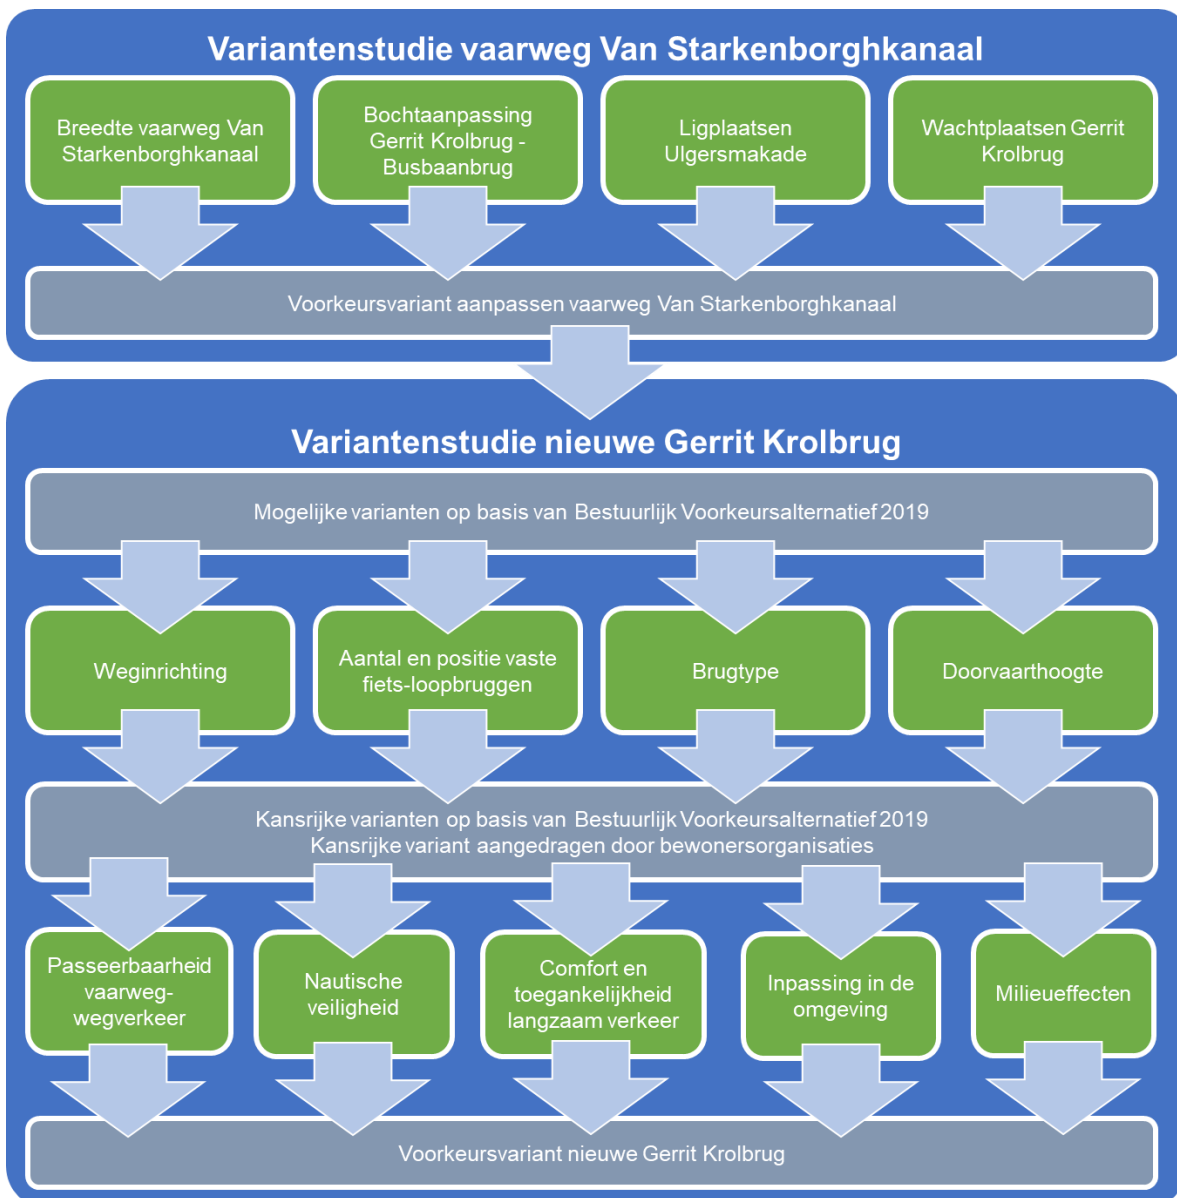 Variantenstudie vaarweg Van Starkenborghkanaal
Breedte vaarweg Van
Starkenborghkanaal
Bochtaanpassing
Gerrit Krolbrug -
Busbaanbrug
Ligplaatsen
Ulgersmakade
Wachtplaatsen Gerrit
Krolbrug
Voorkeursvariant aanpassen vaarweg Van Starkenborghkanaal
Variantenstudie nieuwe Gerrit Krolbrug
Mogelijke varianten op basis van Bestuurlijk Voorkeursalternatief 2019
Weginrichting
Aantal en positie vaste
fiets-loopbruggen
Brugtype
Doorvaarthoogte
Kansrijke varianten op basis van Bestuurlijk Voorkeursalternatief 2019
Kansrijke variant aangedragen door bewonersorganisaties
Passeerbaarheid
vaarweg-
wegverkeer
Nautische
veiligheid
Comfort en
toegankelijkheid
langzaam verkeer
Inpassing in de
omgeving
Milieueffecten
Voorkeursvariant nieuwe Gerrit Krolbrug